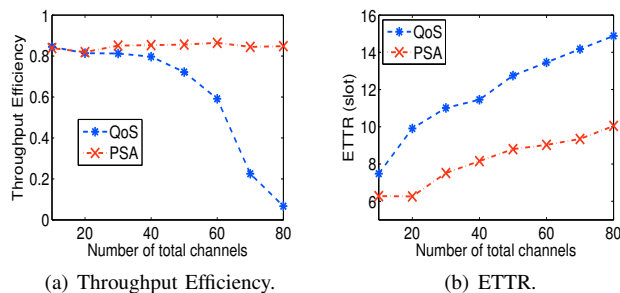 1
0.8
0.6
0.4
0.2
0
Throughput Efficiency
QoS
PSA
20
40
60
80
Number of total channels
(a) Throughput Efficiency.
16
14
12
10
8
6
ETTR (slot)
QoS
PSA
20
40
60
80
Number of total channels
(b) ETTR.